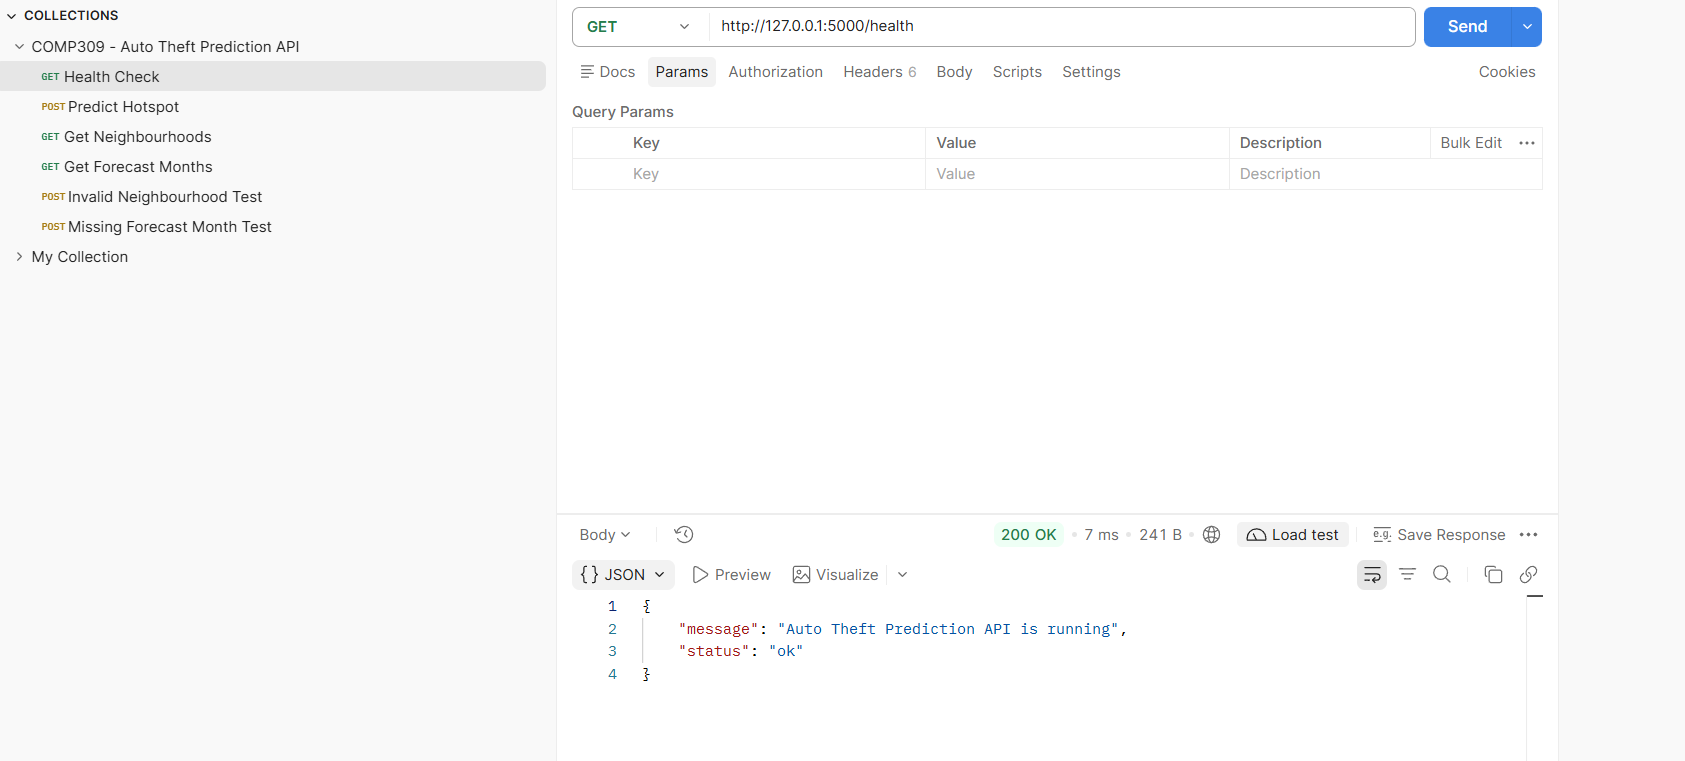 COLLECTIONS
COMP309 - Auto Theft Prediction API
GET Health Check
POST Predict Hotspot
GET Get Neighbourhoods
GET Get Forecast Months
POST Invalid Neighbourhood Test
POST Missing Forecast Month Test
My Collection
GET http://127.0.0.1:5000/health Send
Docs Params Authorization Headers 6 Body Scripts Settings Cookies
Query Params
Key Value Description Bulk Edit
Key Value Description
Body 200 OK • 7 ms • 241 B • Load test e.g. Save Response
{} JSON Preview Visualize
1 {
2 "message": "Auto Theft Prediction API is running",
3 "status": "ok"
4 }